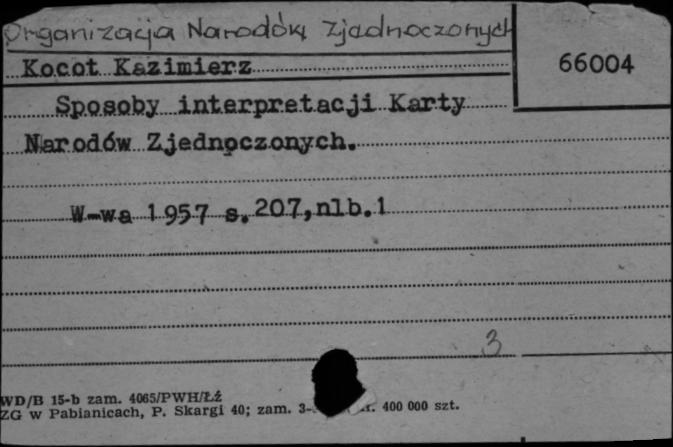 Organizacja Narodów Zjednoczonych
Kocot Kazimierz
66004
Sposoby interpretacji Karty
Narodów Zjednoczonych.
W-wa 1957 s. 207, nlb. 1
3
WD/B 15-b zam. 4065/PWH/Łź
ZG w Pabianicach, P. Skargi 40; zam. 3- 400 000 szt.